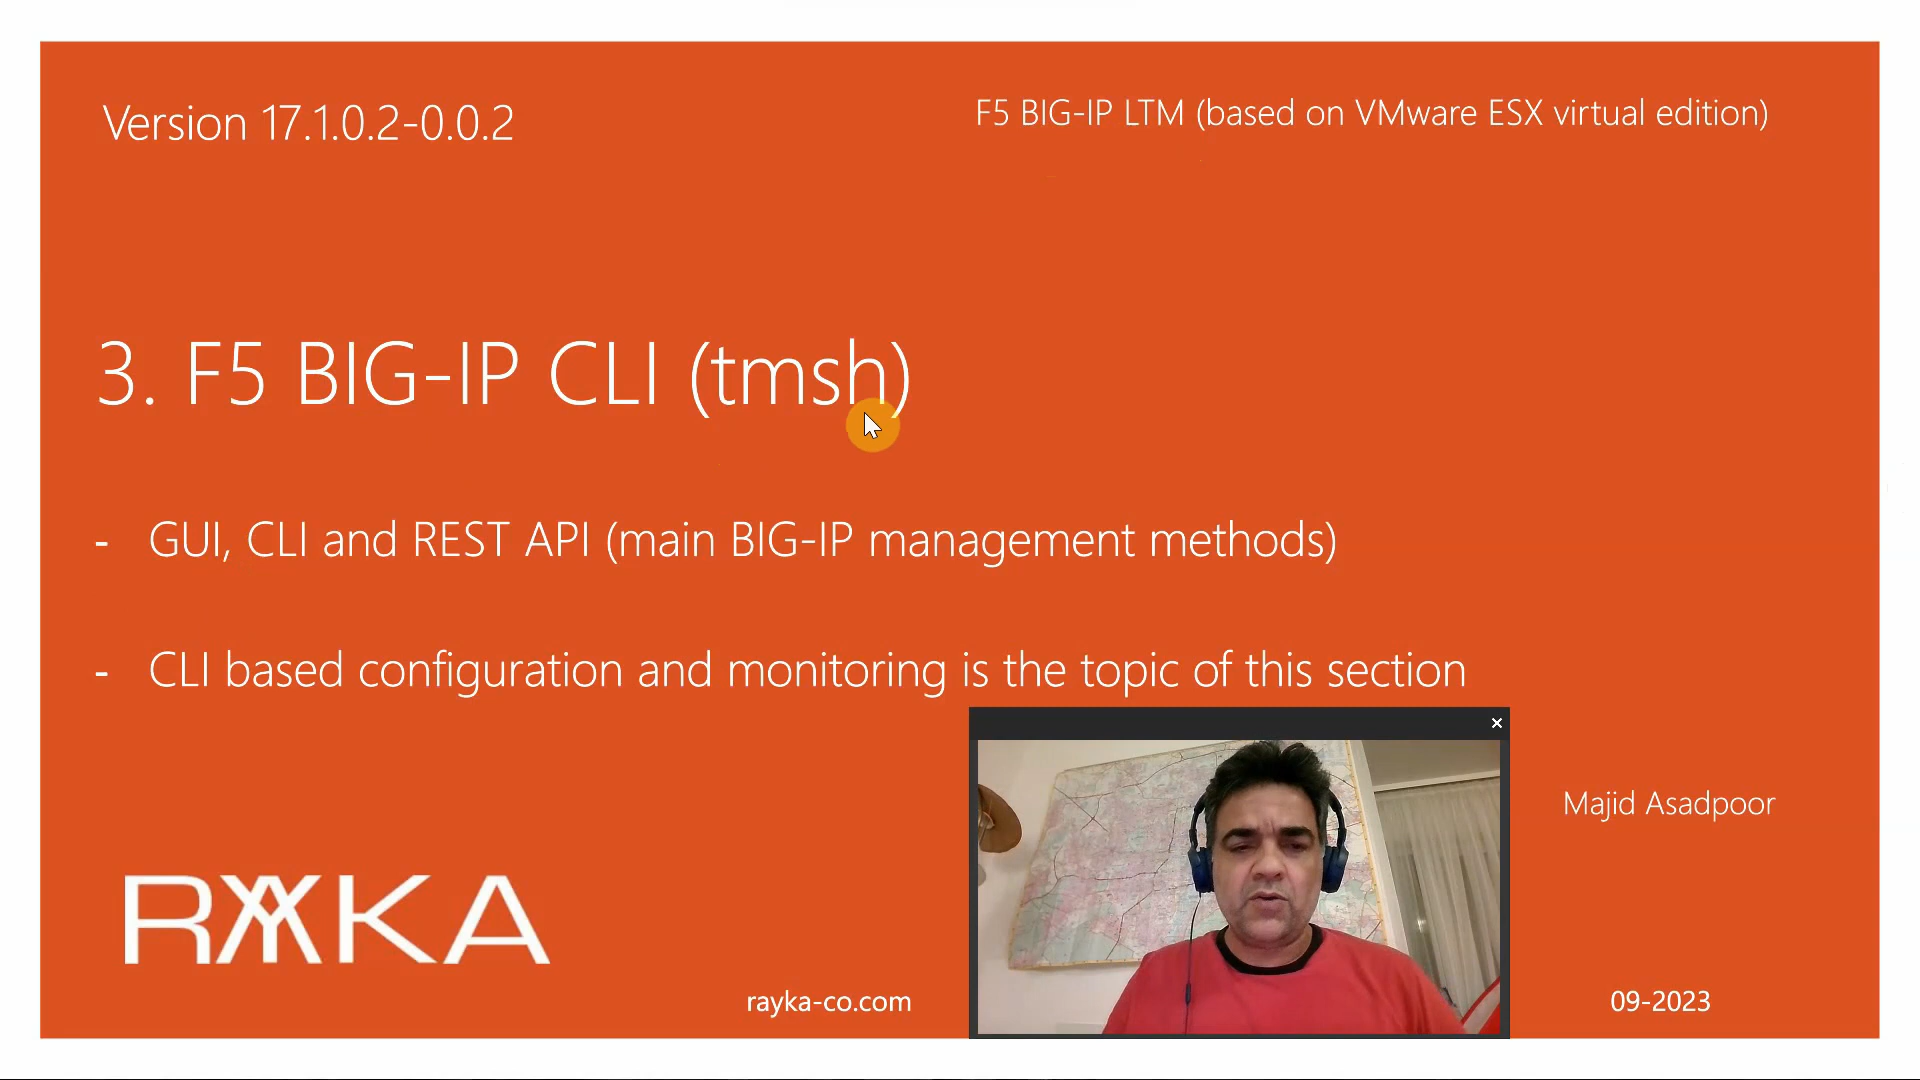 Version 17.1.0.2-0.0.2
F5 BIG-IP LTM (based on VMware ESX virtual edition)
3. F5 BIG-IP CLI (tmsh)
- GUI, CLI and REST API (main BIG-IP management methods)
- CLI based configuration and monitoring is the topic of this section
Majid Asadpoor
RAYKA
rayka-co.com
09-2023